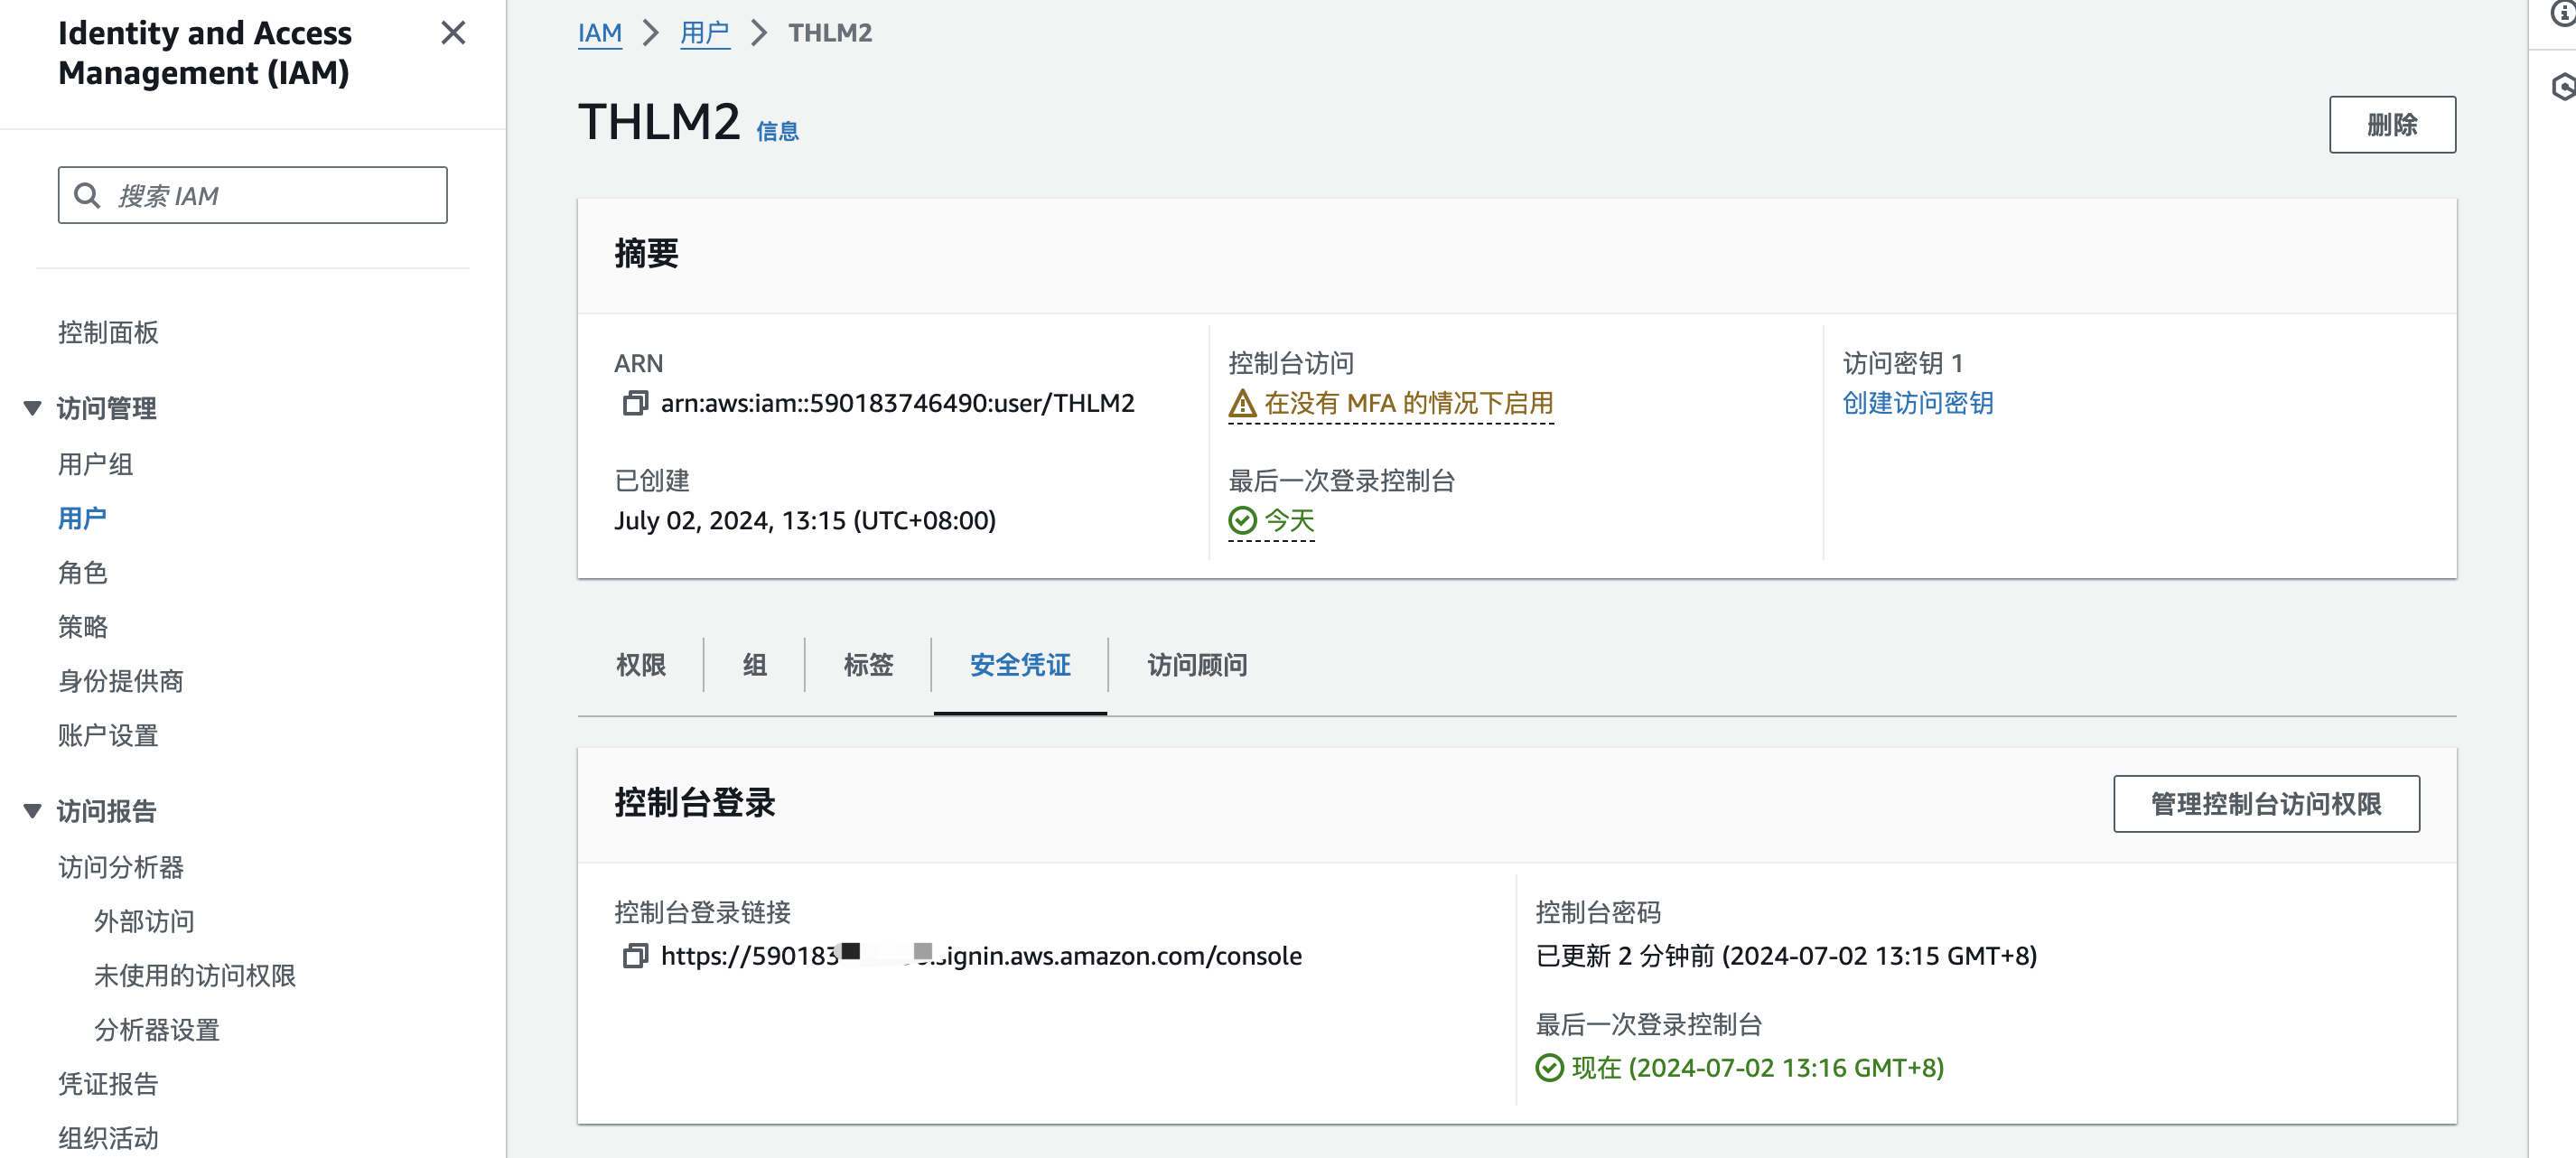 Identity and Access
Management (IAM)
搜索 IAM
控制面板
访问管理
用户组
用户
角色
策略
身份提供商
账户设置
访问报告
访问分析器
外部访问
未使用的访问权限
分析器设置
凭证报告
组织活动
IAM > 用户 > THLM2
THLM2 信息
删除
摘要
ARN
arn:aws:iam::590183746490:user/THLM2
已创建
July 02, 2024, 13:15 (UTC+08:00)
控制台访问
在没有 MFA 的情况下启用
最后一次登录控制台
今天
访问密钥 1
创建访问密钥
权限
组
标签
安全凭证
访问顾问
控制台登录
管理控制台访问权限
控制台登录链接
https://590183 signin.aws.amazon.com/console
控制台密码
已更新 2 分钟前 (2024-07-02 13:15 GMT+8)
最后一次登录控制台
现在 (2024-07-02 13:16 GMT+8)